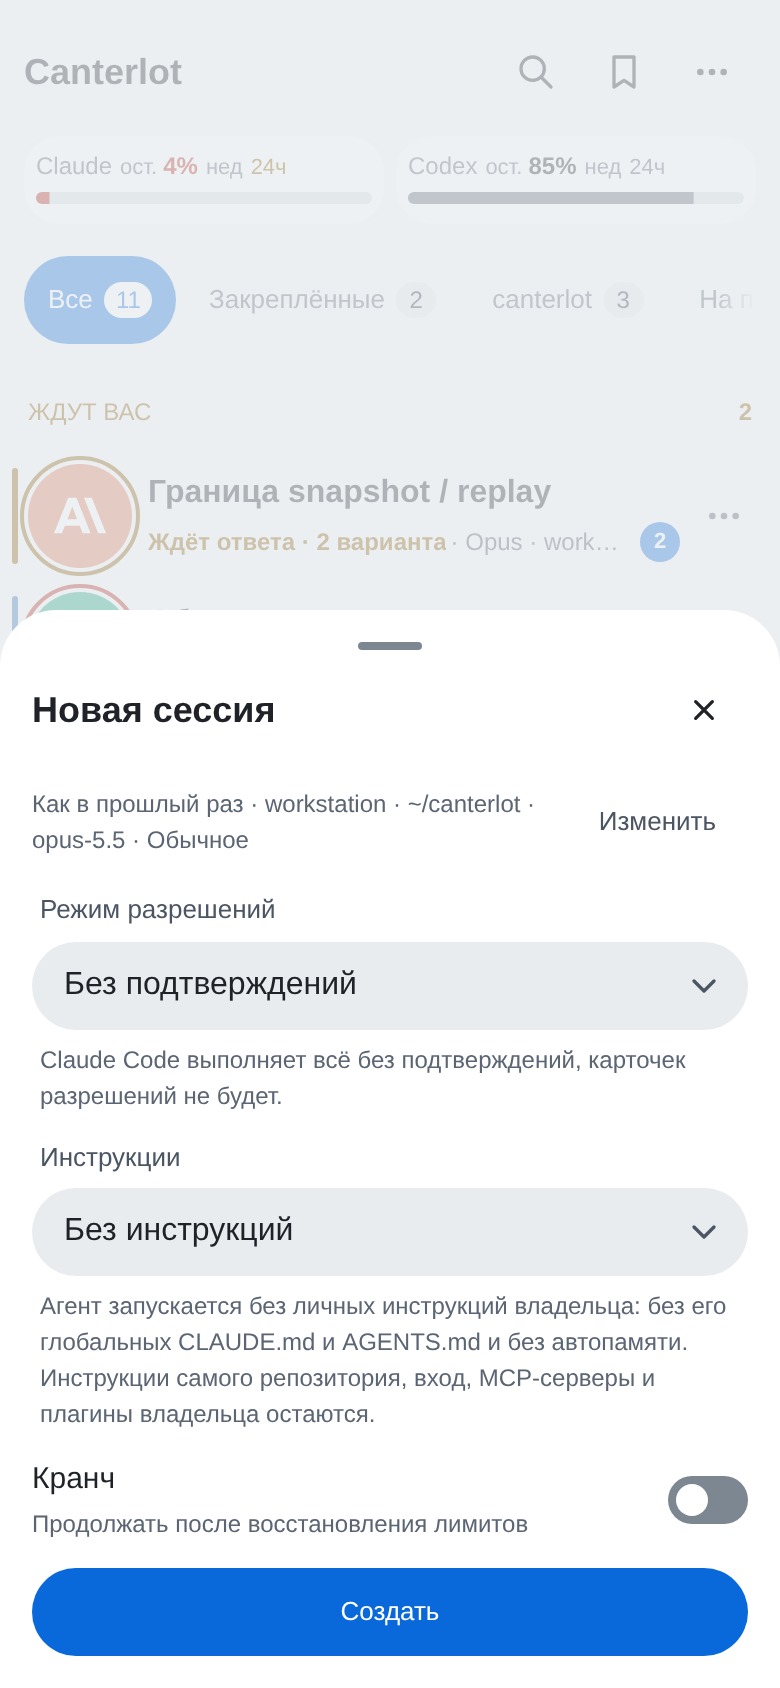 Canterlot
Claude ост. 4% нед 24ч
Codex ост. 85% нед 24ч
Все 11
Закреплённые 2
canterlot 3
На п
ЖДУТ ВАС
2
Граница snapshot / replay
Ждёт ответа · 2 варианта · Opus · work…
2
Новая сессия
Как в прошлый раз · workstation · ~/canterlot ·
opus-5.5 · Обычное
Изменить
Режим разрешений
Без подтверждений
Claude Code выполняет всё без подтверждений, карточек
разрешений не будет.
Инструкции
Без инструкций
Агент запускается без личных инструкций владельца: без его
глобальных CLAUDE.md и AGENTS.md и без автопамяти.
Инструкции самого репозитория, вход, MCP-серверы и
плагины владельца остаются.
Кранч
Продолжать после восстановления лимитов
Создать